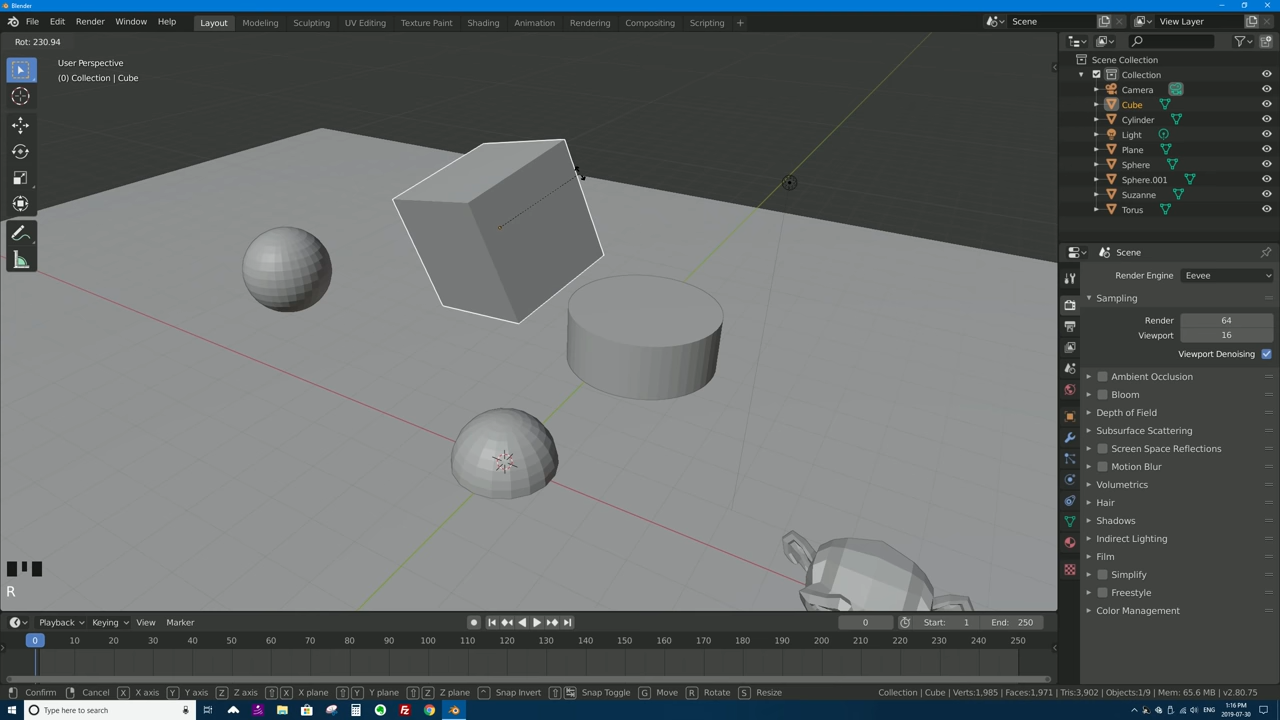 Blender
File Edit Render Window Help Layout Modeling Sculpting UV Editing Texture Paint Shading Animation Rendering Compositing Scripting + Scene View Layer
Rot: 230.94
User Perspective
(0) Collection | Cube
Scene Collection
Collection
Camera
Cube
Cylinder
Light
Plane
Sphere
Sphere.001
Suzanne
Torus
Scene
Render Engine Eevee
Sampling
Render 64
Viewport 16
Viewport Denoising
Ambient Occlusion
Bloom
Depth of Field
Subsurface Scattering
Screen Space Reflections
Motion Blur
Volumetrics
Hair
Shadows
Indirect Lighting
Film
Simplify
Freestyle
Color Management
R
Playback Keying View Marker 0 Start: 1 End: 250
0 10 20 30 40 50 60 70 80 90 100 110 120 130 140 150 160 170 180 190 200 210 220 230 240 250
Confirm Cancel X X axis Y Y axis Z Z axis X X plane Y Y plane Z Z plane ^ Snap Invert Snap Toggle G Move R Rotate S Resize Collection | Cube | Verts:1,985 | Faces:1,971 | Tris:3,902 | Objects:1/9 | Mem: 65.6 MB | v2.80.75
Type here to search ENG 1:16 PM 2019-07-30